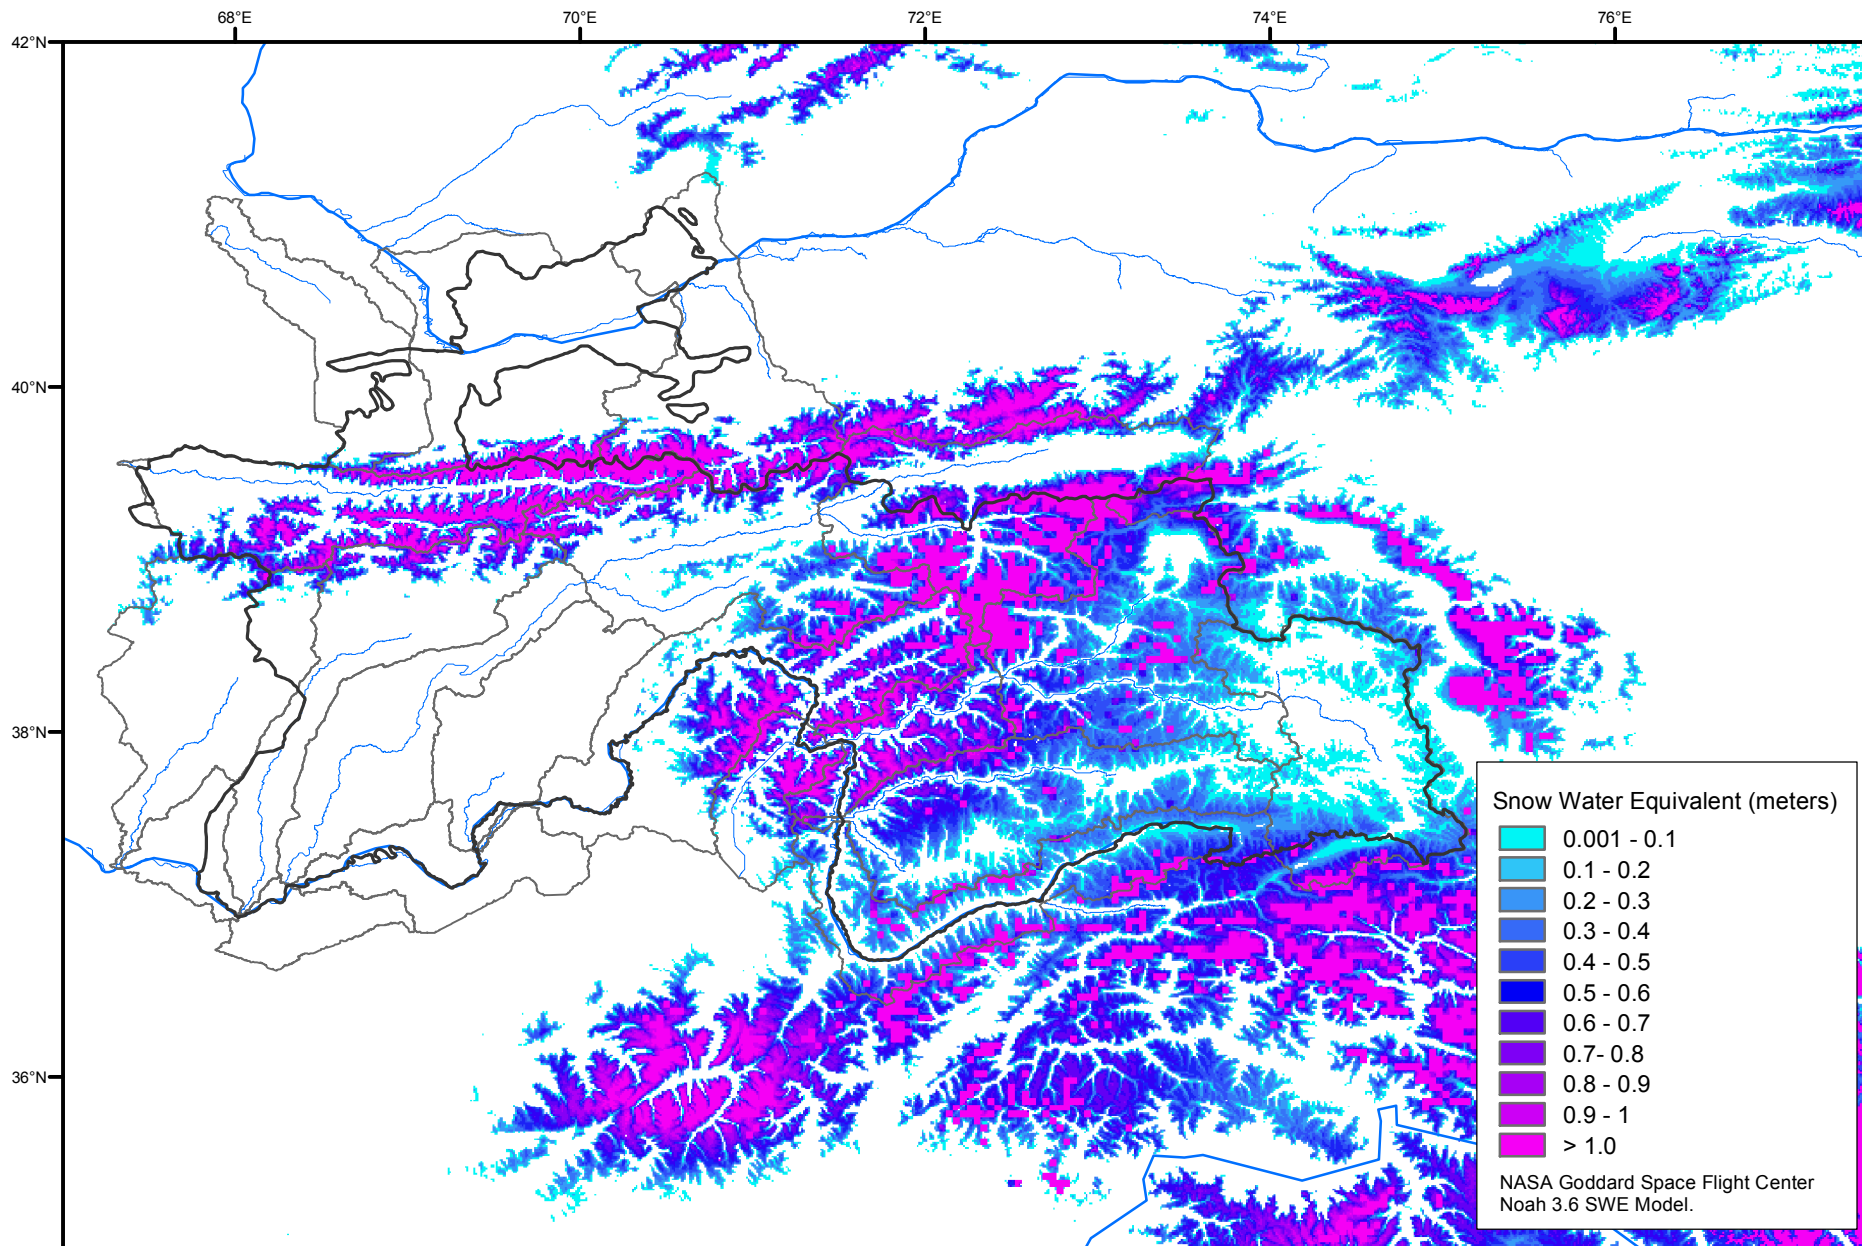 68°E 70°E 72°E 74°E 76°E
42°N
40°N
38°N
36°N
Snow Water Equivalent (meters)
0.001 - 0.1
0.1 - 0.2
0.2 - 0.3
0.3 - 0.4
0.4 - 0.5
0.5 - 0.6
0.6 - 0.7
0.7- 0.8
0.8 - 0.9
0.9 - 1
> 1.0
NASA Goddard Space Flight Center
Noah 3.6 SWE Model.